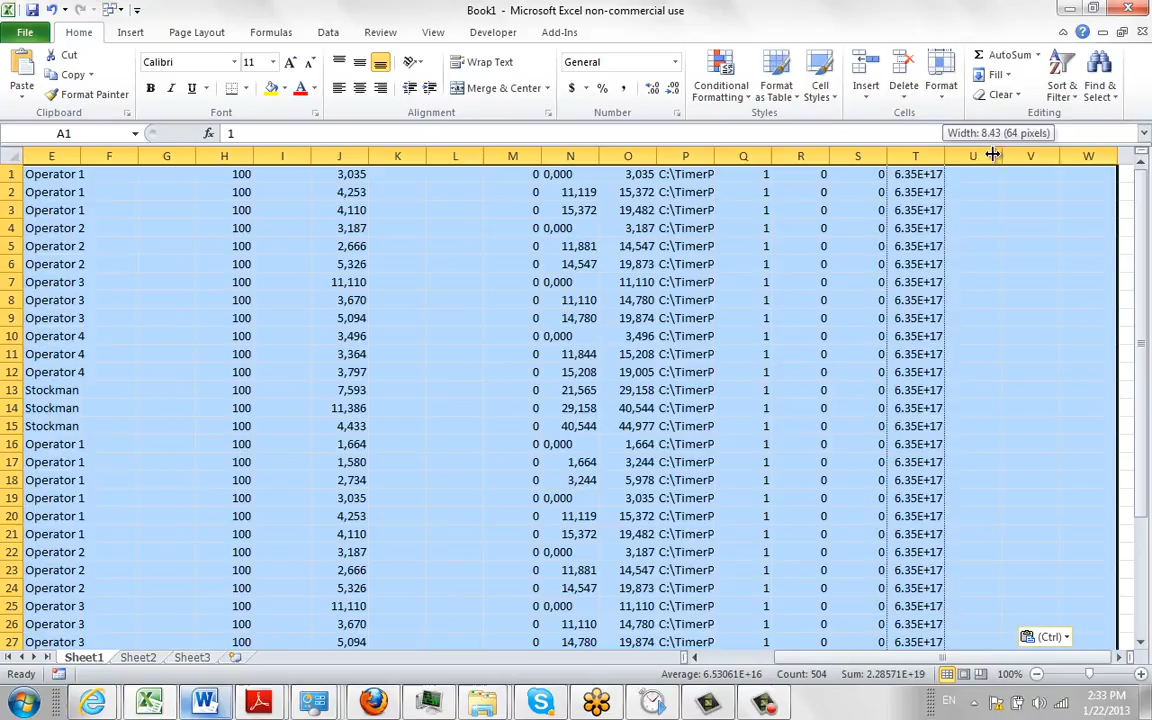 Book1 - Microsoft Excel non-commercial use
File Home Insert Page Layout Formulas Data Review View Developer Add-Ins
Paste Cut Copy Format Painter
Calibri 11 Wrap Text Merge & Center General
B I U A $ % ,
Conditional Formatting Format as Table Cell Styles Insert Delete Format
Σ AutoSum Fill Clear Sort & Filter Find & Select
Clipboard Font Alignment Number Styles Cells Editing
A1 fx 1 Width: 8.43 (64 pixels)
E F G H I J K L M N O P Q R S T U V W
1 Operator 1 100 3,035 0 0,000 3,035 C:\TimerP 1 0 0 6.35E+17
2 Operator 1 100 4,253 0 11,119 15,372 C:\TimerP 1 0 0 6.35E+17
3 Operator 1 100 4,110 0 15,372 19,482 C:\TimerP 1 0 0 6.35E+17
4 Operator 2 100 3,187 0 0,000 3,187 C:\TimerP 1 0 0 6.35E+17
5 Operator 2 100 2,666 0 11,881 14,547 C:\TimerP 1 0 0 6.35E+17
6 Operator 2 100 5,326 0 14,547 19,873 C:\TimerP 1 0 0 6.35E+17
7 Operator 3 100 11,110 0 0,000 11,110 C:\TimerP 1 0 0 6.35E+17
8 Operator 3 100 3,670 0 11,110 14,780 C:\TimerP 1 0 0 6.35E+17
9 Operator 3 100 5,094 0 14,780 19,874 C:\TimerP 1 0 0 6.35E+17
10 Operator 4 100 3,496 0 0,000 3,496 C:\TimerP 1 0 0 6.35E+17
11 Operator 4 100 3,364 0 11,844 15,208 C:\TimerP 1 0 0 6.35E+17
12 Operator 4 100 3,797 0 15,208 19,005 C:\TimerP 1 0 0 6.35E+17
13 Stockman 100 7,593 0 21,565 29,158 C:\TimerP 1 0 0 6.35E+17
14 Stockman 100 11,386 0 29,158 40,544 C:\TimerP 1 0 0 6.35E+17
15 Stockman 100 4,433 0 40,544 44,977 C:\TimerP 1 0 0 6.35E+17
16 Operator 1 100 1,664 0 0,000 1,664 C:\TimerP 1 0 0 6.35E+17
17 Operator 1 100 1,580 0 1,664 3,244 C:\TimerP 1 0 0 6.35E+17
18 Operator 1 100 2,734 0 3,244 5,978 C:\TimerP 1 0 0 6.35E+17
19 Operator 1 100 3,035 0 0,000 3,035 C:\TimerP 1 0 0 6.35E+17
20 Operator 1 100 4,253 0 11,119 15,372 C:\TimerP 1 0 0 6.35E+17
21 Operator 1 100 4,110 0 15,372 19,482 C:\TimerP 1 0 0 6.35E+17
22 Operator 2 100 3,187 0 0,000 3,187 C:\TimerP 1 0 0 6.35E+17
23 Operator 2 100 2,666 0 11,881 14,547 C:\TimerP 1 0 0 6.35E+17
24 Operator 2 100 5,326 0 14,547 19,873 C:\TimerP 1 0 0 6.35E+17
25 Operator 3 100 11,110 0 0,000 11,110 C:\TimerP 1 0 0 6.35E+17
26 Operator 3 100 3,670 0 11,110 14,780 C:\TimerP 1 0 0 6.35E+17
27 Operator 3 100 5,094 0 14,780 19,874 C:\TimerP 1 0 0 6.35E+17
(Ctrl)
Sheet1 Sheet2 Sheet3
Ready Average: 6.53061E+16 Count: 504 Sum: 2.28571E+19 100%
EN 2:33 PM
1/22/2013